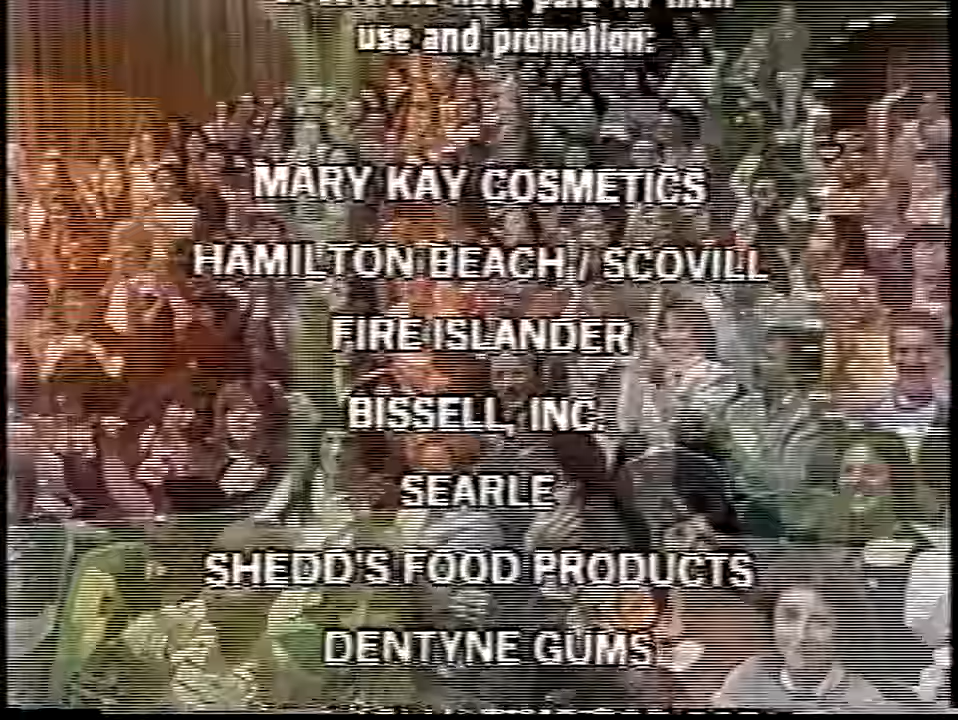 use and promotion:
MARY KAY COSMETICS
HAMILTON BEACH / SCOVILL
FIRE ISLANDER
BISSELL, INC.
SEARLE
SHEDD'S FOOD PRODUCTS
DENTYNE GUMS